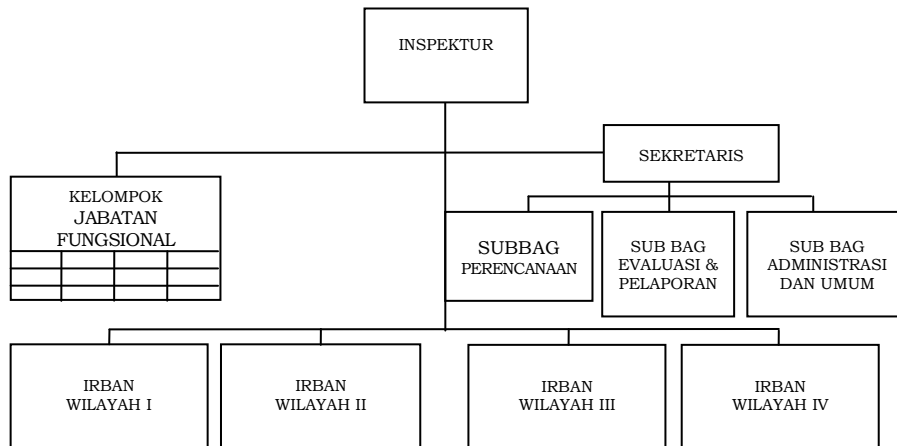 INSPEKTUR
SEKRETARIS
KELOMPOK
JABATAN
FUNGSIONAL
SUBBAG
PERENCANAAN
SUB BAG
EVALUASI &
PELAPORAN
SUB BAG
ADMINISTRASI
DAN UMUM
IRBAN
WILAYAH I
IRBAN
WILAYAH II
IRBAN
WILAYAH III
IRBAN
WILAYAH IV